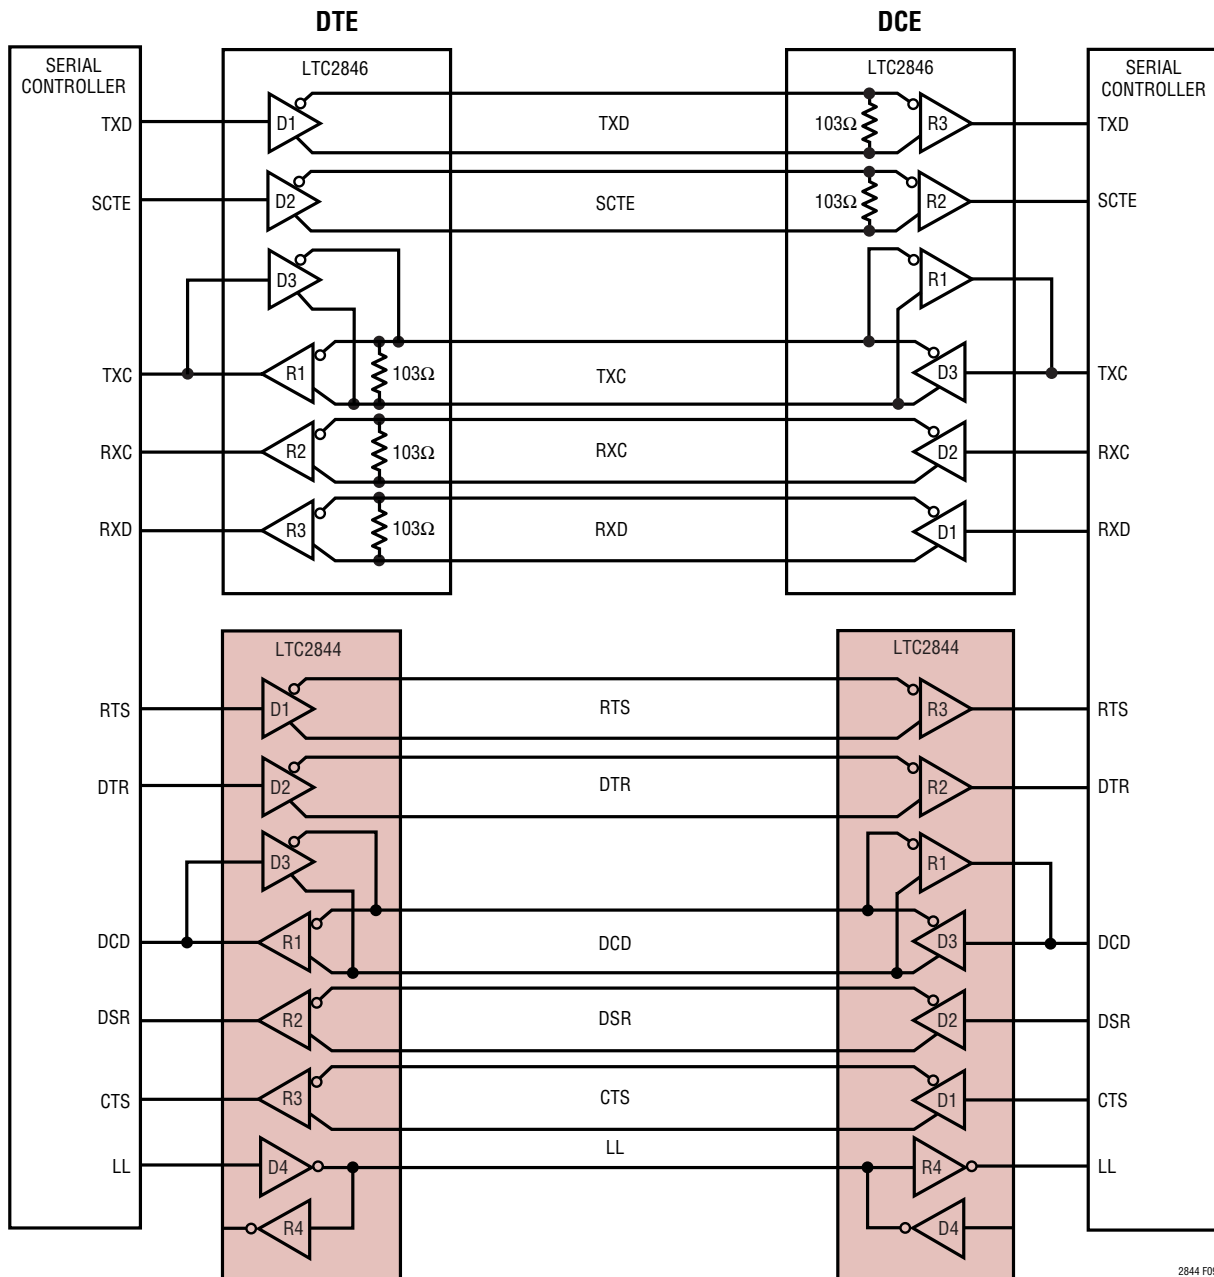 DTE
DCE
SERIAL
CONTROLLER
LTC2846
LTC2846
SERIAL
CONTROLLER
TXD
D1
TXD
103Ω
R3
TXD
SCTE
D2
SCTE
103Ω
R2
SCTE
D3
R1
TXC
R1
103Ω
TXC
D3
TXC
RXC
R2
103Ω
RXC
D2
RXC
RXD
R3
103Ω
RXD
D1
RXD
LTC2844
LTC2844
RTS
D1
RTS
R3
RTS
DTR
D2
DTR
R2
DTR
D3
R1
DCD
R1
DCD
D3
DCD
DSR
R2
DSR
D2
DSR
CTS
R3
CTS
D1
CTS
LL
D4
LL
R4
LL
R4
D4
2844